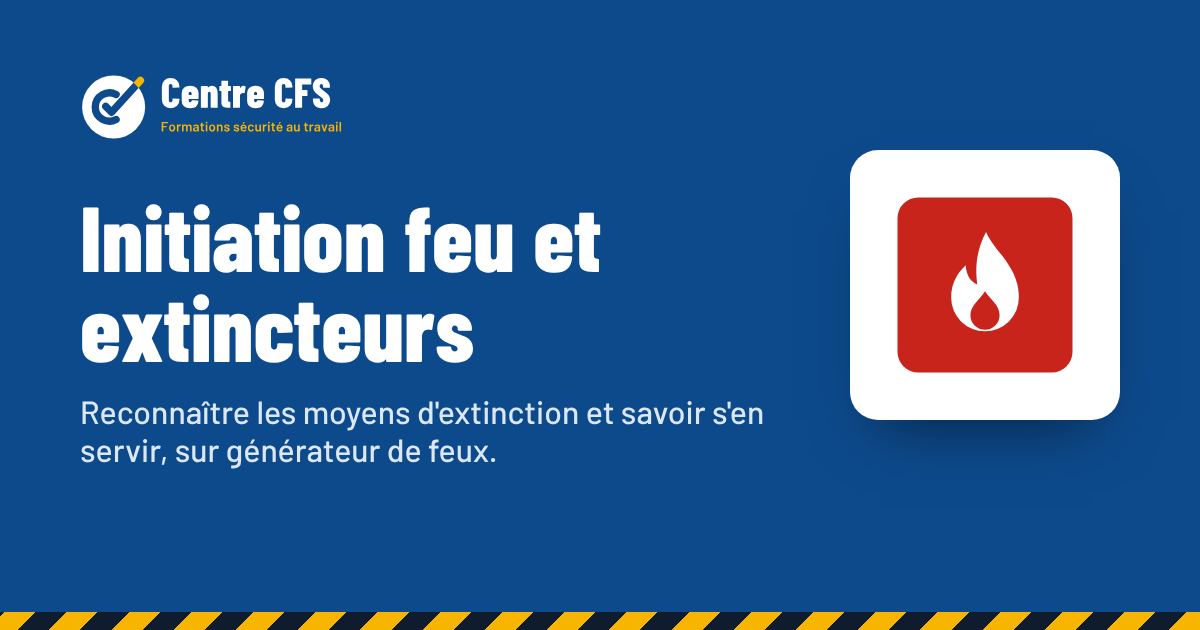 Centre CFS
Formations sécurité au travail
Initiation feu et
extincteurs
Reconnaître les moyens d'extinction et savoir s'en
servir, sur générateur de feux.